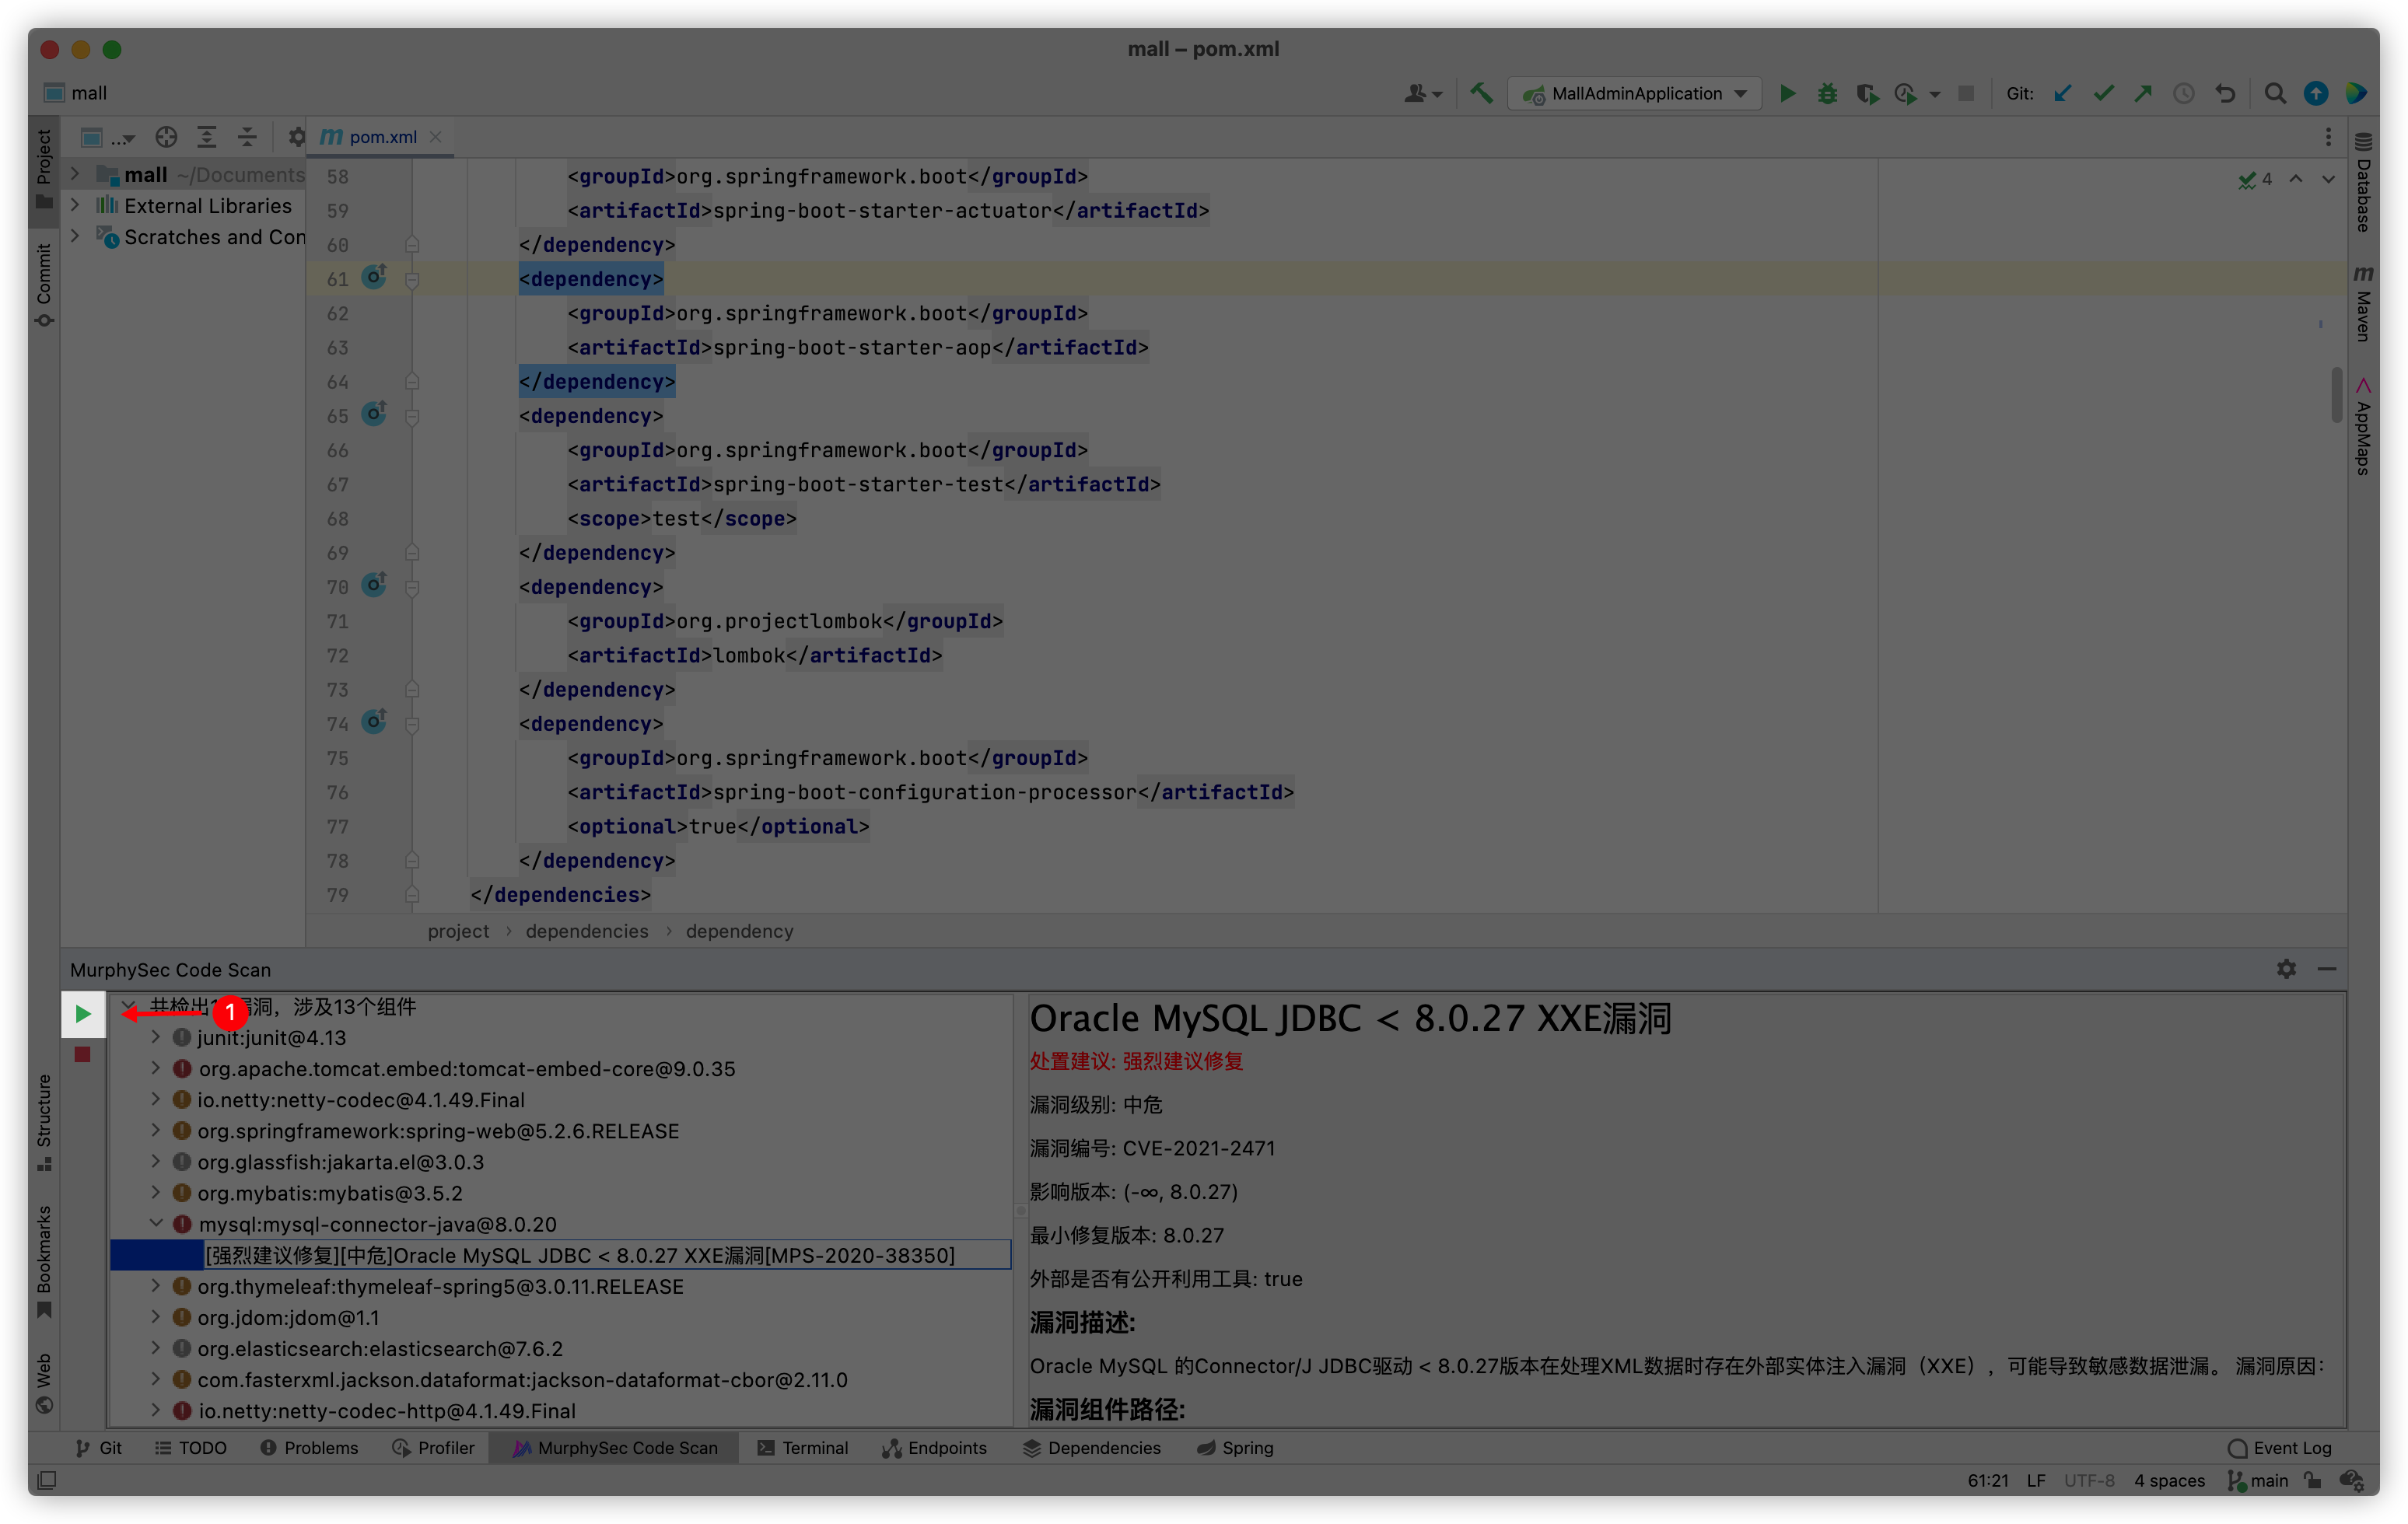 mall – pom.xml
mall
MallAdminApplication
Git:
Project
Commit
Structure
Bookmarks
Web
...
m pom.xml
mall ~/Documents
External Libraries
Scratches and Con
58 <groupId>org.springframework.boot</groupId>
59 <artifactId>spring-boot-starter-actuator</artifactId>
60 </dependency>
61 <dependency>
62 <groupId>org.springframework.boot</groupId>
63 <artifactId>spring-boot-starter-aop</artifactId>
64 </dependency>
65 <dependency>
66 <groupId>org.springframework.boot</groupId>
67 <artifactId>spring-boot-starter-test</artifactId>
68 <scope>test</scope>
69 </dependency>
70 <dependency>
71 <groupId>org.projectlombok</groupId>
72 <artifactId>lombok</artifactId>
73 </dependency>
74 <dependency>
75 <groupId>org.springframework.boot</groupId>
76 <artifactId>spring-boot-configuration-processor</artifactId>
77 <optional>true</optional>
78 </dependency>
79 </dependencies>
4
Database
m Maven
AppMaps
project › dependencies › dependency
MurphySec Code Scan
1
共检出 漏洞，涉及13个组件
junit:junit@4.13
org.apache.tomcat.embed:tomcat-embed-core@9.0.35
io.netty:netty-codec@4.1.49.Final
org.springframework:spring-web@5.2.6.RELEASE
org.glassfish:jakarta.el@3.0.3
org.mybatis:mybatis@3.5.2
mysql:mysql-connector-java@8.0.20
[强烈建议修复][中危]Oracle MySQL JDBC < 8.0.27 XXE漏洞[MPS-2020-38350]
org.thymeleaf:thymeleaf-spring5@3.0.11.RELEASE
org.jdom:jdom@1.1
org.elasticsearch:elasticsearch@7.6.2
com.fasterxml.jackson.dataformat:jackson-dataformat-cbor@2.11.0
io.netty:netty-codec-http@4.1.49.Final
Oracle MySQL JDBC < 8.0.27 XXE漏洞
处置建议: 强烈建议修复
漏洞级别: 中危
漏洞编号: CVE-2021-2471
影响版本: (-∞, 8.0.27)
最小修复版本: 8.0.27
外部是否有公开利用工具: true
漏洞描述:
Oracle MySQL 的Connector/J JDBC驱动 < 8.0.27版本在处理XML数据时存在外部实体注入漏洞（XXE），可能导致敏感数据泄漏。 漏洞原因：
漏洞组件路径:
Git TODO Problems Profiler MurphySec Code Scan Terminal Endpoints Dependencies Spring Event Log
61:21 LF UTF-8 4 spaces main